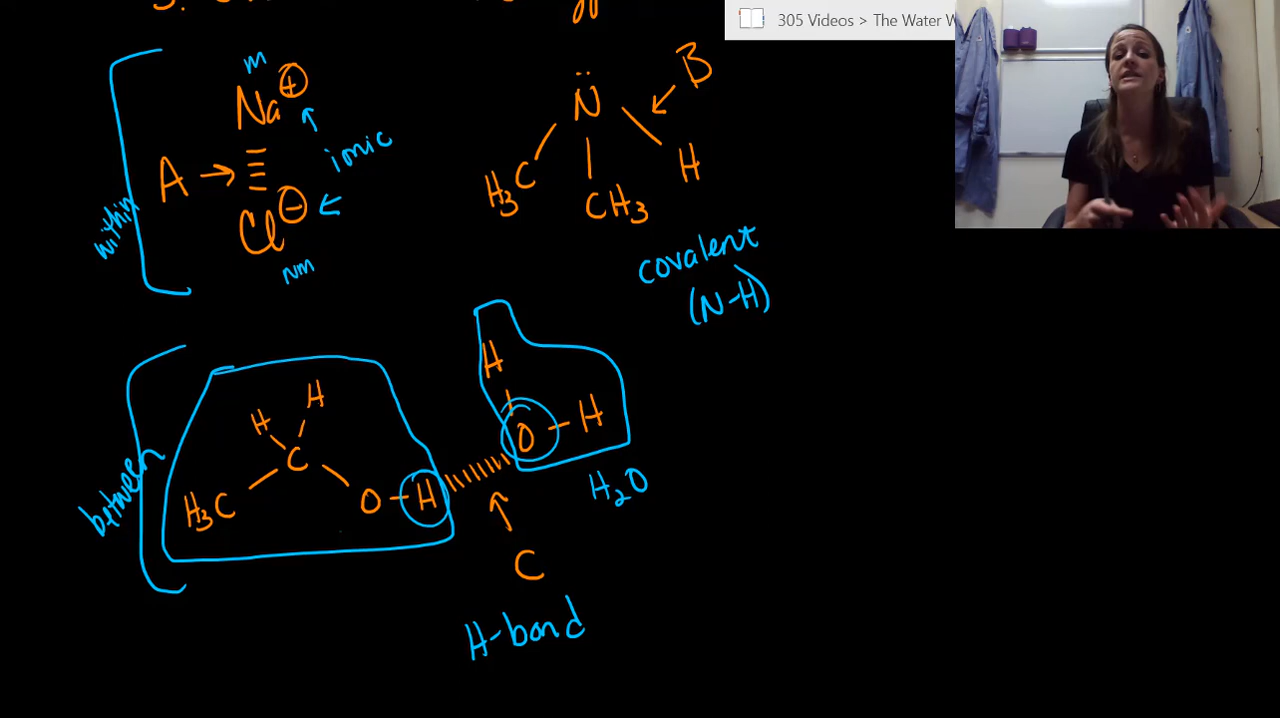 305 Videos > The Water W
m
Na⊕
ionic
A →
Cl⊖
Nm
within
B
N̈
H₃C
CH₃
H
covalent
(N-H)
between
H
H
C
H₃C
O-H
H
O-H
H₂O
C
H-bond